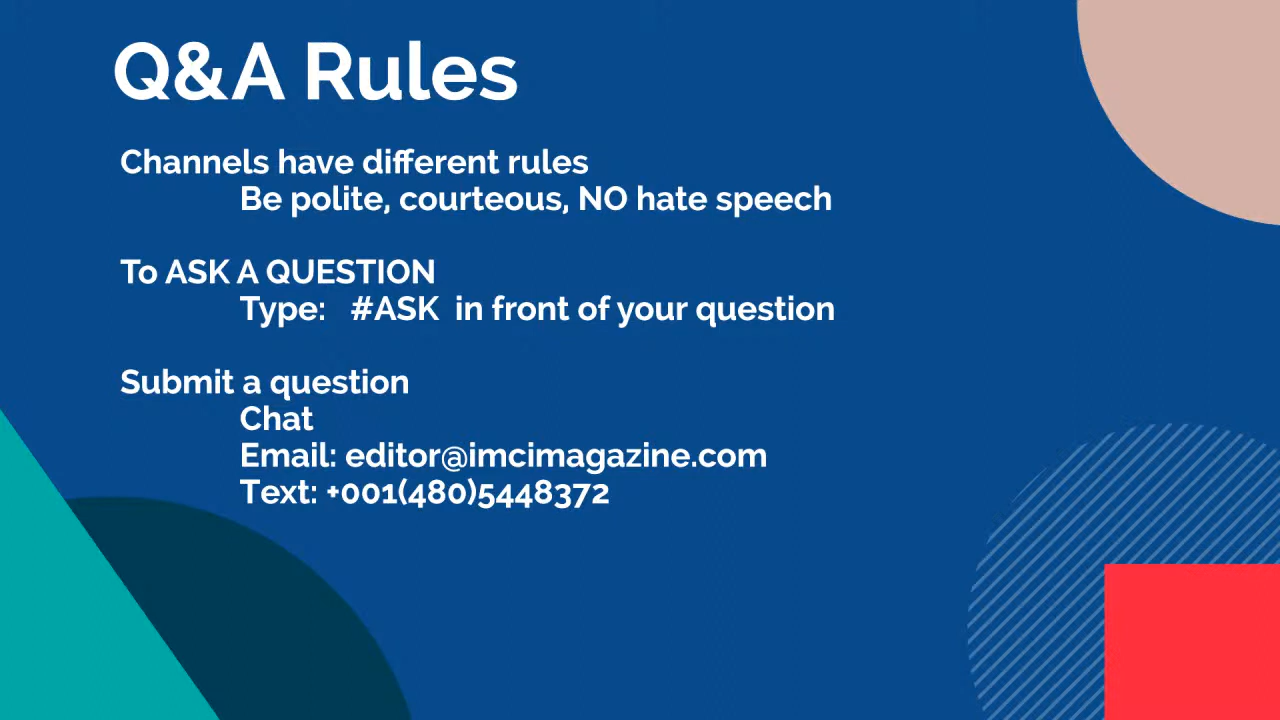 Q&A Rules
Channels have different rules
Be polite, courteous, NO hate speech
To ASK A QUESTION
Type: #ASK in front of your question
Submit a question
Chat
Email: editor@imcimagazine.com
Text: +001(480)5448372